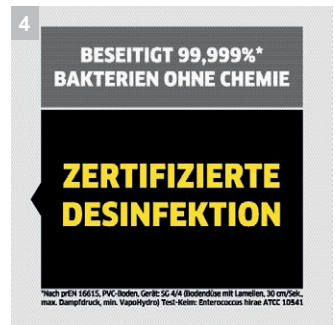 4
BESEITIGT 99,999%*
BAKTERIEN OHNE CHEMIE
ZERTIFIZIERTE
DESINFEKTION
*Nach prEN 16615, PVC-Boden, Gerät: SG 4/4 (Bodendüse mit Lamellen, 30 cm/Sek.,
max. Dampfdruck, min. VapoHydro) Test-Keim: Enterococcus hirae ATCC 10541